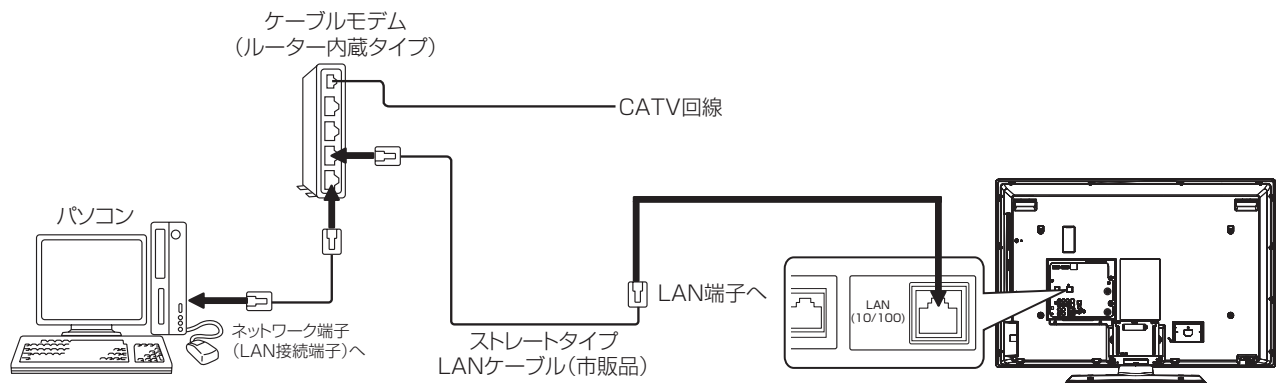 ケーブルモデム
(ルーター内蔵タイプ)
CATV回線
パソコン
LAN端子へ
LAN
(10/100)
ネットワーク端子
(LAN接続端子)へ
ストレートタイプ
LANケーブル(市販品)